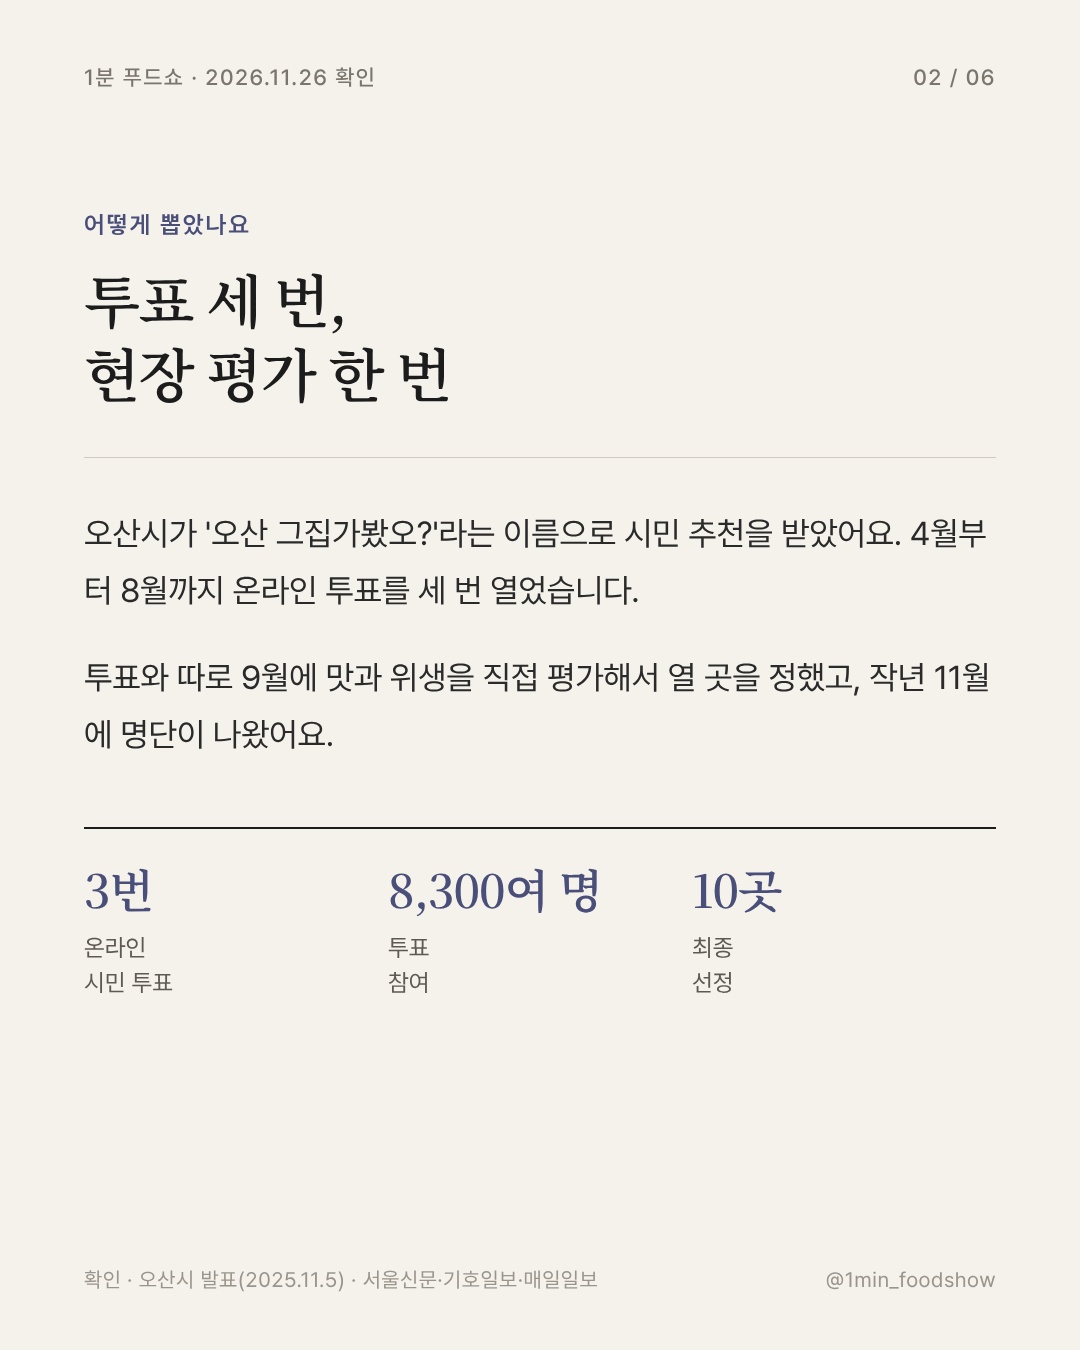 1분 푸드쇼 · 2026.11.26 확인
02 / 06
어떻게 뽑았나요
투표 세 번,
현장 평가 한 번
오산시가 '오산 그집가봤오?'라는 이름으로 시민 추천을 받았어요. 4월부
터 8월까지 온라인 투표를 세 번 열었습니다.
투표와 따로 9월에 맛과 위생을 직접 평가해서 열 곳을 정했고, 작년 11월
에 명단이 나왔어요.
3번
온라인
시민 투표
8,300여 명
투표
참여
10곳
최종
선정
확인 · 오산시 발표(2025.11.5) · 서울신문·기호일보·매일일보
@1min_foodshow